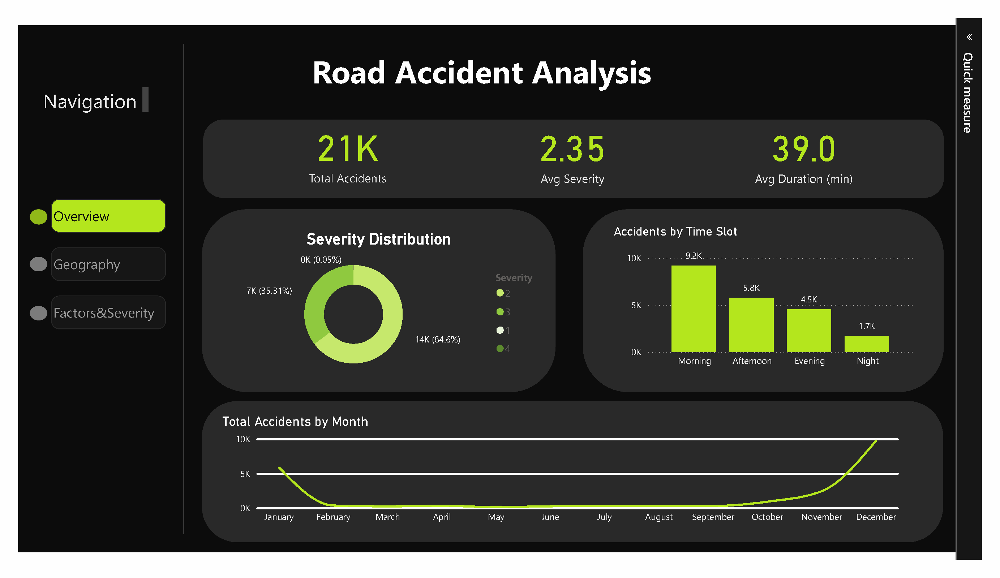 Road Accident Analysis
Quick measure
Navigation
Overview
Geography
Factors&Severity
21K
Total Accidents
2.35
Avg Severity
39.0
Avg Duration (min)
Severity Distribution
0K (0.05%)
7K (35.31%)
14K (64.6%)
Severity
2
3
1
4
Accidents by Time Slot
10K
5K
0K
9.2K
5.8K
4.5K
1.7K
Morning Afternoon Evening Night
Total Accidents by Month
10K
5K
0K
January February March April May June July August September October November December